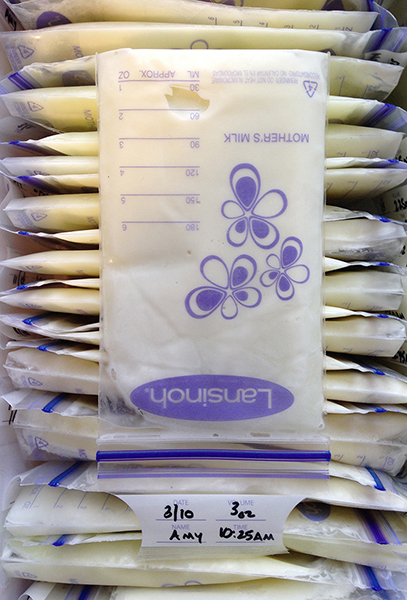 OZ APPROX. ML
1 30
2 60
3 90
4 120
5 150
6 180
MOTHER'S MILK
4
Lansinoh®
DATE
3/10 3oz
NAME TIME
AMY 10:25AM